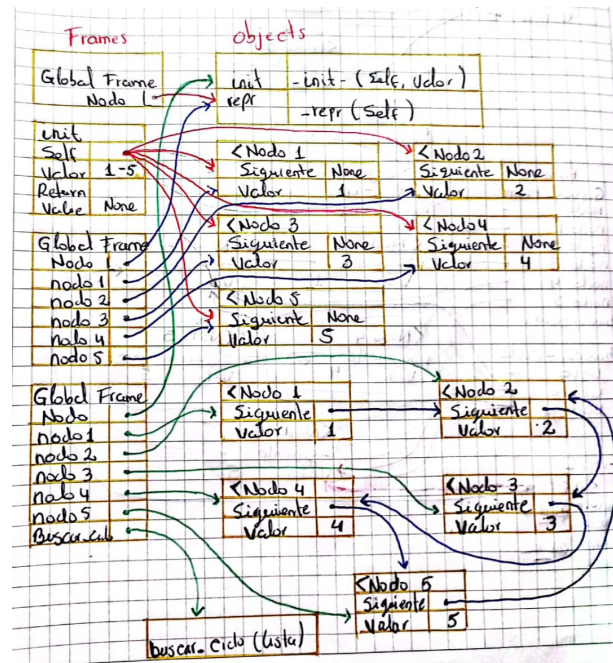 Frames objects
Global Frame
Nodo 1
init -init- (Self, Valor)
repr -repr (Self)
init
Self
Valor 1-5
Return
Value None
<Nodo 1
Siguiente None
Valor 1
<Nodo 2
Siguiente None
Valor 2
<Nodo 3
Siguiente None
Valor 3
<Nodo 4
Siguiente None
Valor 4
<Nodo 5
Siguiente None
Valor 5
Global Frame
Nodo
nodo 1
nodo 2
nodo 3
nodo 4
nodo 5
Global Frame
Nodo
nodo 1
nodo 2
nodo 3
nodo 4
nodo 5
<Nodo 1
Siguiente
Valor 1
<Nodo 2
Siguiente
Valor 2
<Nodo 4
Siguiente
Valor 4
<Nodo 3
Siguiente
Valor 3
<Nodo 5
Siguiente
Valor 5
buscar_ciclo (lista)